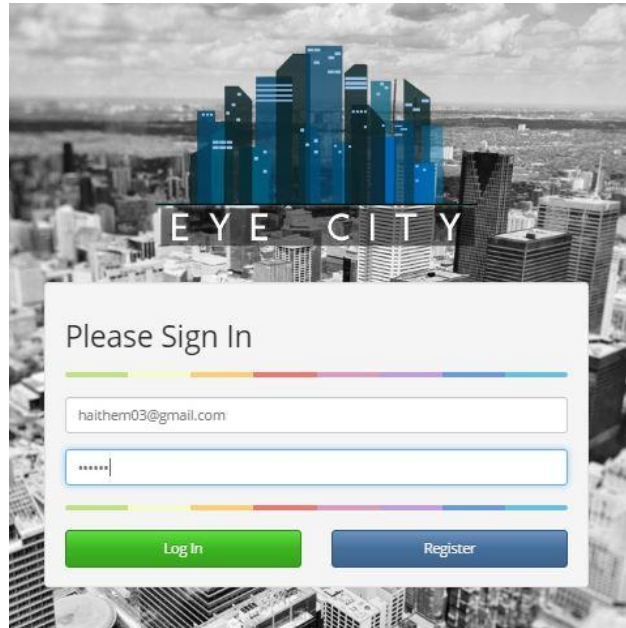 EYE CITY
Please Sign In
haithem03@gmail.com
••••••
Log In
Register